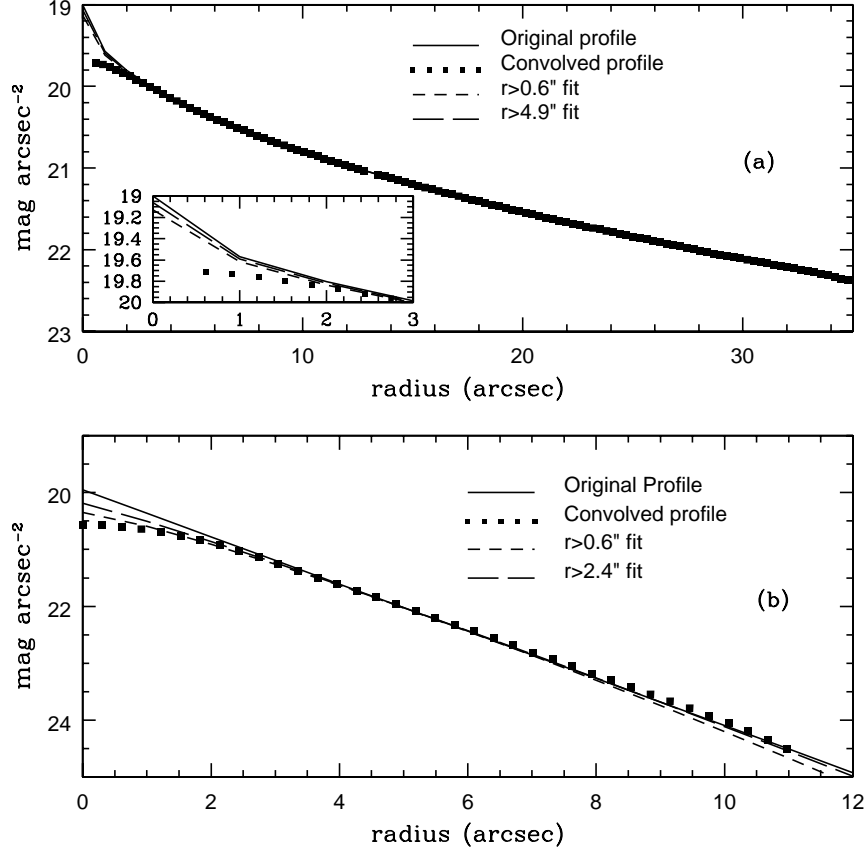 19
20
21
22
23
mag arcsec⁻²
Original profile
Convolved profile
r>0.6" fit
r>4.9" fit
(a)
19
19.2
19.4
19.6
19.8
20
0 1 2 3
0 10 20 30
radius (arcsec)
20
22
24
mag arcsec⁻²
Original Profile
Convolved profile
r>0.6" fit
r>2.4" fit
(b)
0 2 4 6 8 10 12
radius (arcsec)